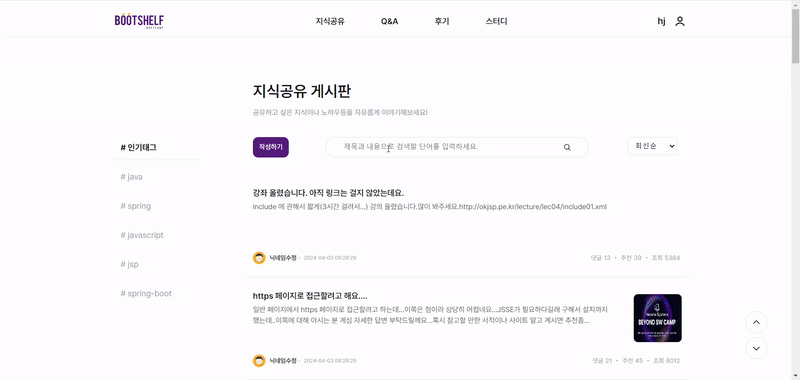 BOOTSHELF
지식공유
Q&A
후기
스터디
hj
지식공유 게시판
공유하고 싶은 지식이나 노하우등을 자유롭게 이야기해보세요!
# 인기태그
작성하기
제목과 내용으로 검색할 단어를 입력하세요.
최신순
# java
# spring
# javascript
# jsp
# spring-boot
강좌 올렸습니다. 아직 링크는 걸지 않았는데요.
include 에 관해서 짧게(3시간 걸려서...) 강의 올렸습니다.많이 봐주세요.http://okjsp.pe.kr/lecture/lec04/include01.xml
닉네임수정 · 2024-04-03 09:29:29
댓글 13 • 추천 39 • 조회 5384
https 페이지로 접근할려고 해요....
일반 페이지에서 https 페이지로 접근할려고 하는데...이쪽은 첨이라 상당히 어렵네요...JSSE가 필요하다길래 구해서 설치까지
했는데..이쪽에 대해 아시는 분 계심 자세한 답변 부탁드릴께요...혹시 참고할 만한 서적이나 사이트 알고 계시면 추천좀...
BEYOND SW CAMP
닉네임수정 · 2024-04-03 09:29:29
댓글 21 • 추천 45 • 조회 8012